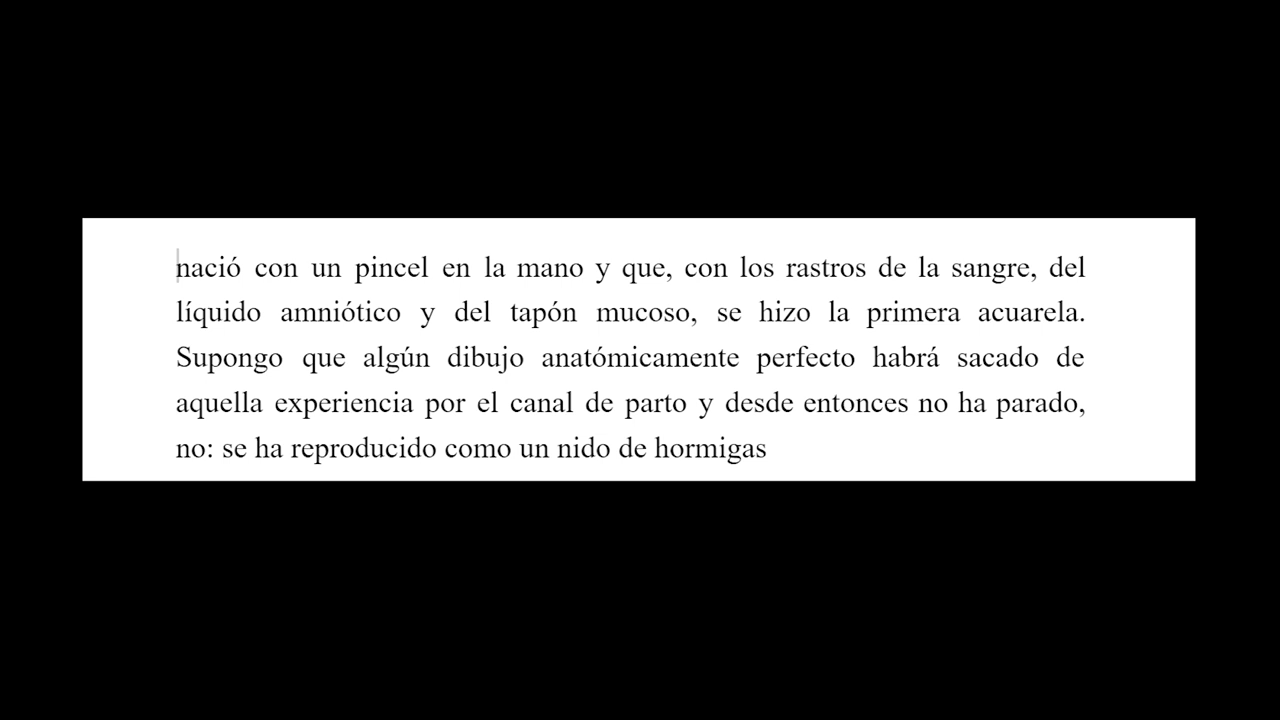 nació con un pincel en la mano y que, con los rastros de la sangre, del
líquido amniótico y del tapón mucoso, se hizo la primera acuarela.
Supongo que algún dibujo anatómicamente perfecto habrá sacado de
aquella experiencia por el canal de parto y desde entonces no ha parado,
no: se ha reproducido como un nido de hormigas